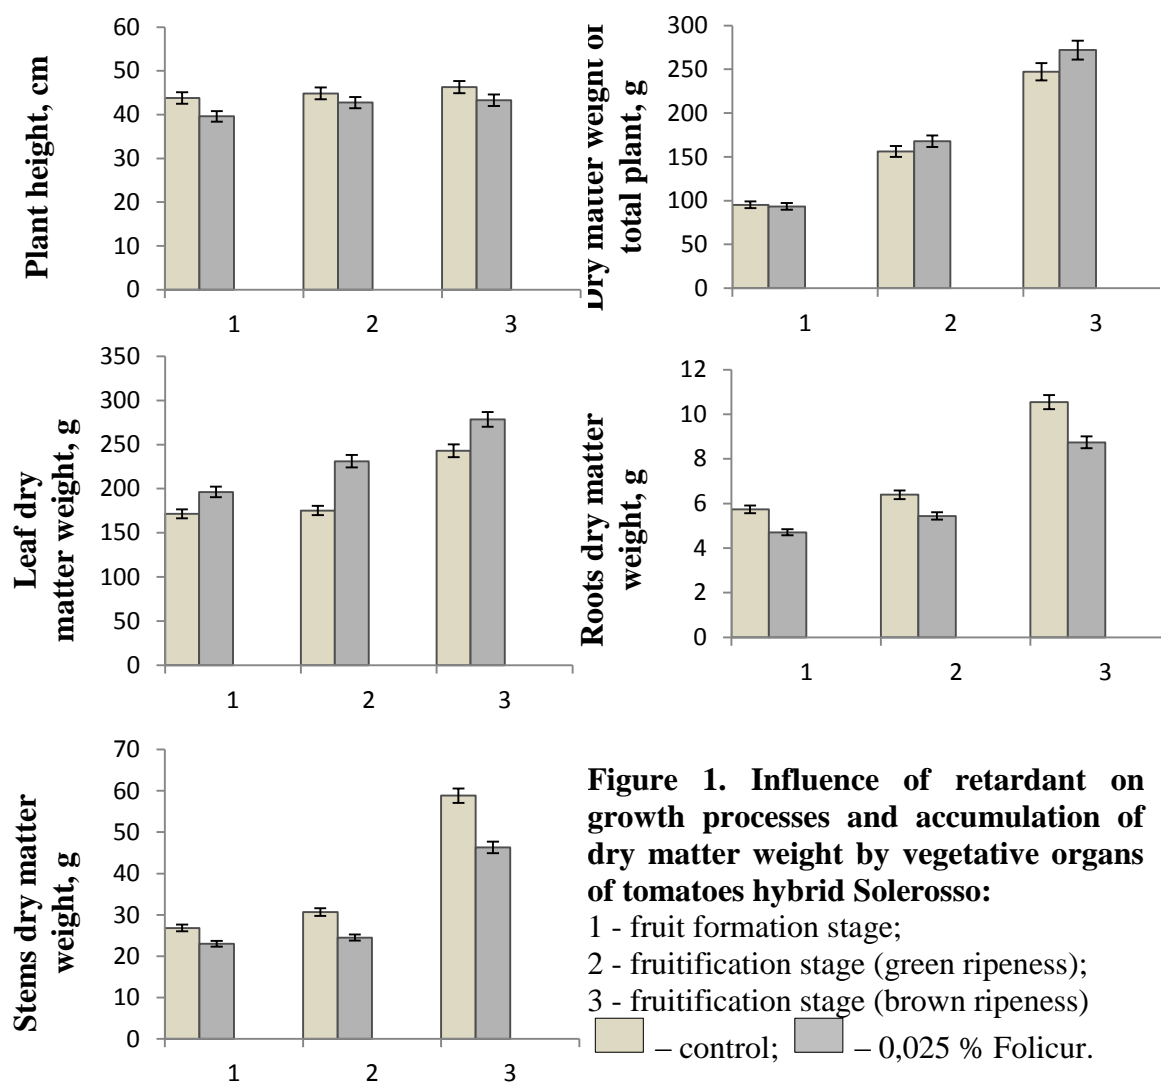 Plant height, cm
60
50
40
30
20
10
0
1 2 3
Dry matter weight of
total plant, g
300
250
200
150
100
50
0
1 2 3
Leaf dry
matter weight, g
350
300
250
200
150
100
50
0
1 2 3
Roots dry matter
weight, g
12
10
8
6
4
2
0
1 2 3
Stems dry matter
weight, g
70
60
50
40
30
20
10
0
1 2 3
Figure 1. Influence of retardant on
growth processes and accumulation of
dry matter weight by vegetative organs
of tomatoes hybrid Solerosso:
1 - fruit formation stage;
2 - fruitification stage (green ripeness);
3 - fruitification stage (brown ripeness)
– control; – 0,025 % Folicur.